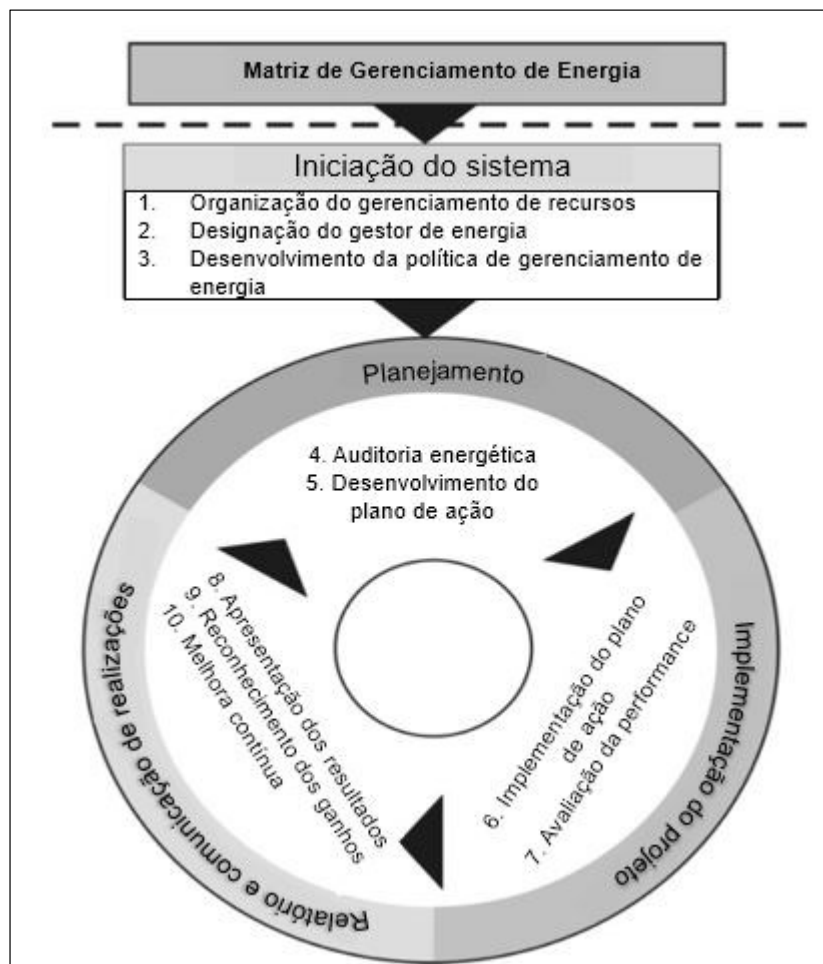 Matriz de Gerenciamento de Energia
Iniciação do sistema
1. Organização do gerenciamento de recursos
2. Designação do gestor de energia
3. Desenvolvimento da política de gerenciamento de
energia
Planejamento
4. Auditoria energética
5. Desenvolvimento do
plano de ação
Implementação do projeto
6. Implementação do plano
de ação
7. Avaliação da performance
Relatório e comunicação de realizações
8. Apresentação dos resultados
9. Reconhecimento dos ganhos
10. Melhora contínua